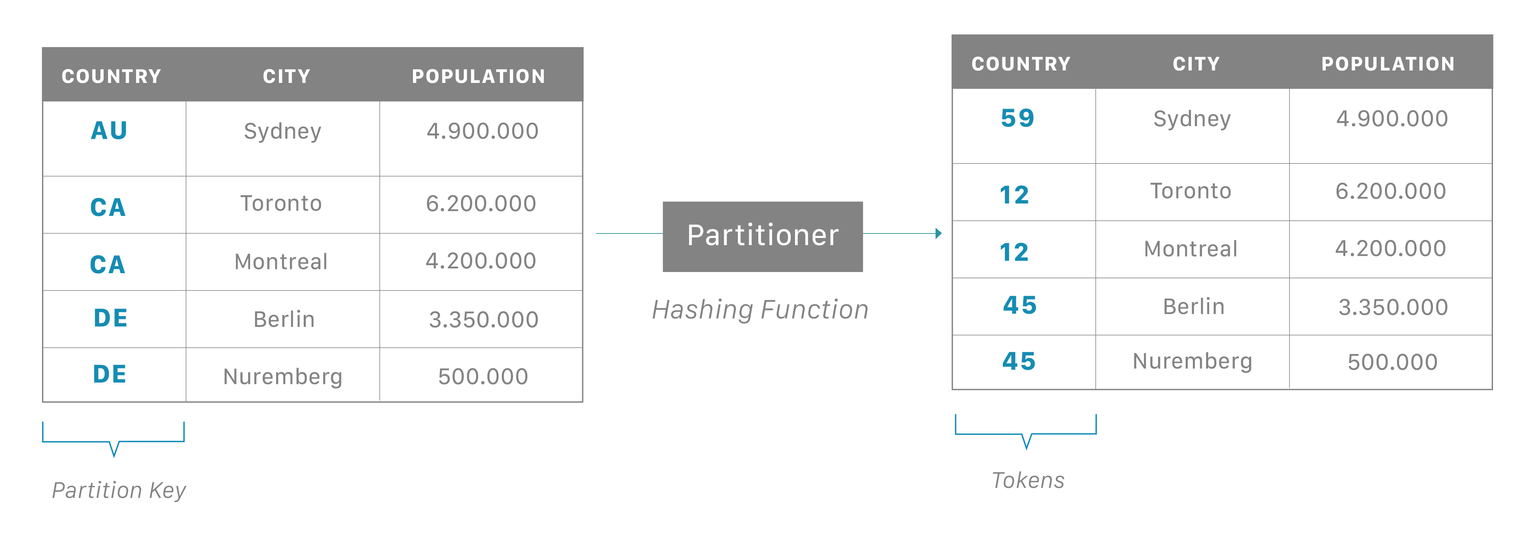 COUNTRY CITY POPULATION
AU Sydney 4.900.000
CA Toronto 6.200.000
CA Montreal 4.200.000
DE Berlin 3.350.000
DE Nuremberg 500.000
Partition Key
Partitioner
Hashing Function
COUNTRY CITY POPULATION
59 Sydney 4.900.000
12 Toronto 6.200.000
12 Montreal 4.200.000
45 Berlin 3.350.000
45 Nuremberg 500.000
Tokens